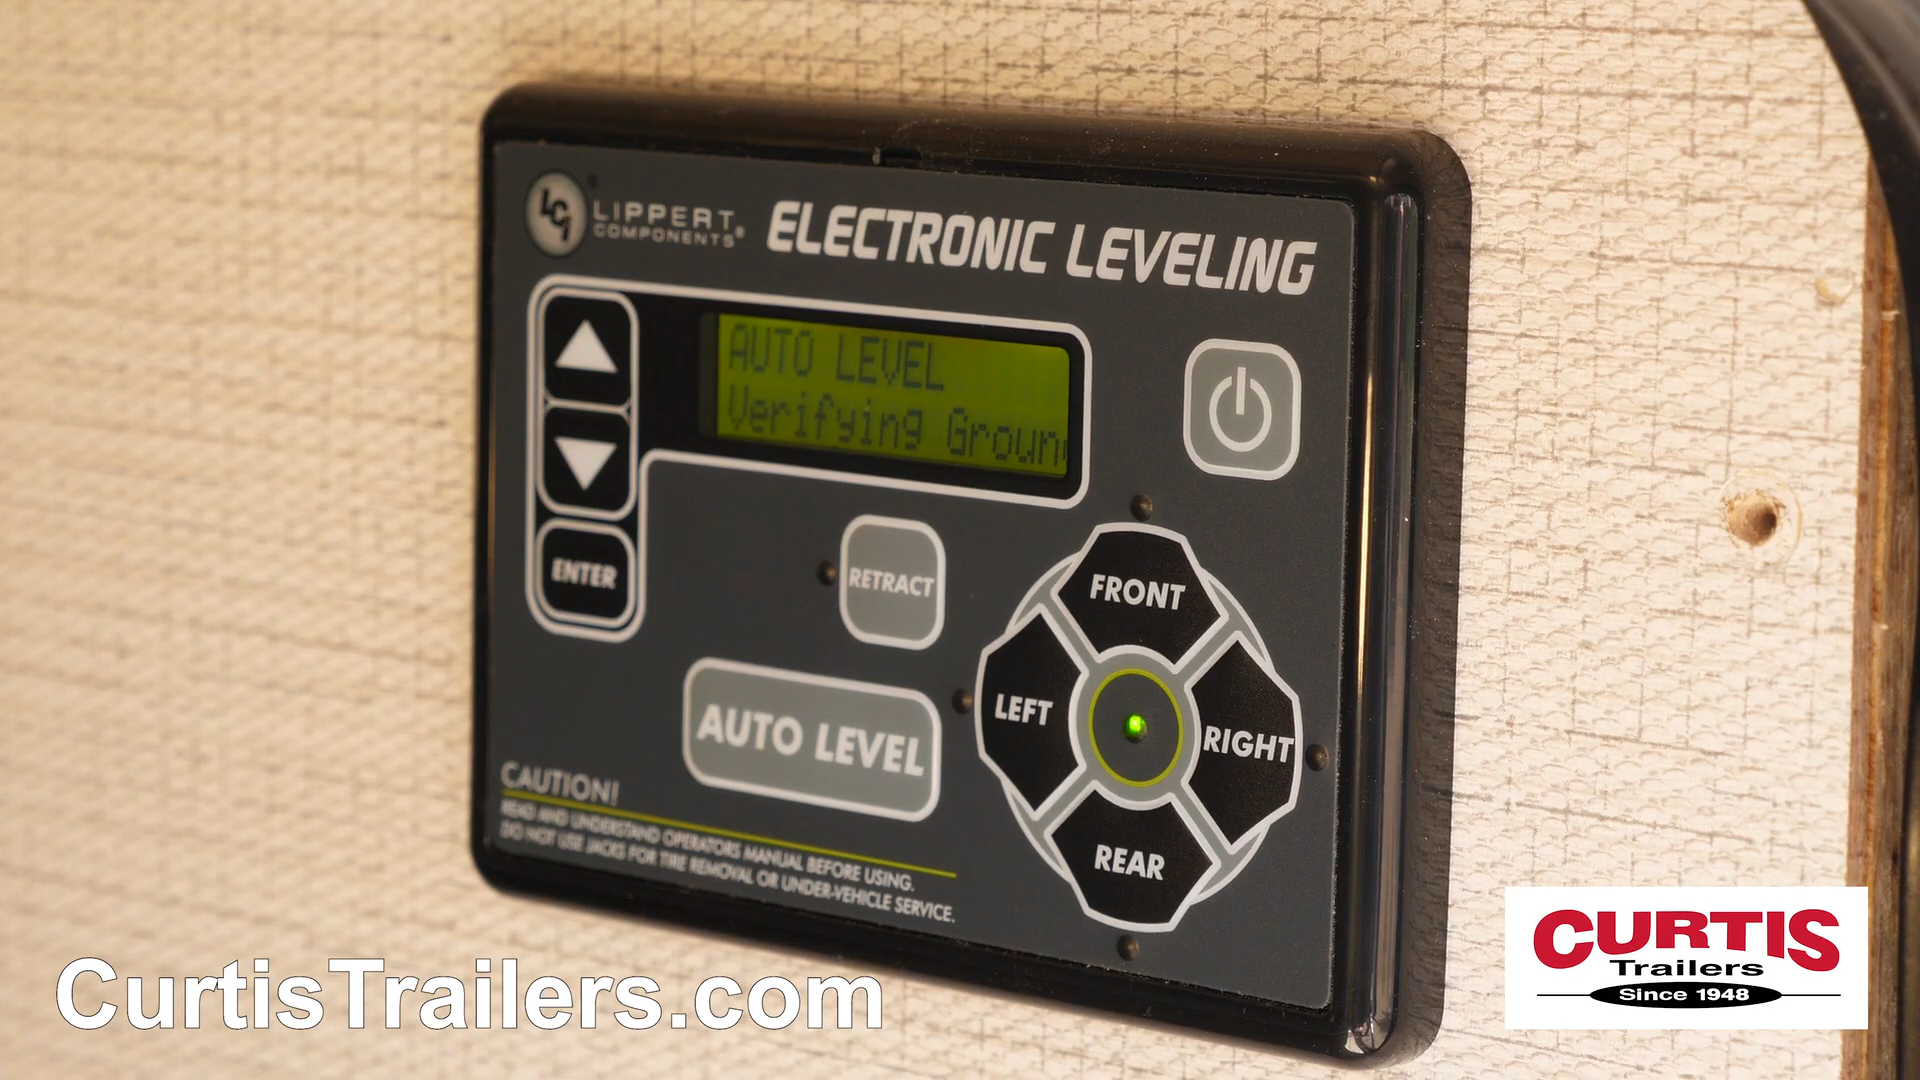 LCI LIPPERT COMPONENTS®
ELECTRONIC LEVELING
AUTO LEVEL
Verifying Groun
ENTER
RETRACT
FRONT
LEFT
RIGHT
AUTO LEVEL
REAR
CAUTION!
READ AND UNDERSTAND OPERATORS MANUAL BEFORE USING.
DO NOT USE JACKS FOR TIRE REMOVAL OR UNDER-VEHICLE SERVICE.
CurtisTrailers.com
CURTIS
Trailers
Since 1948